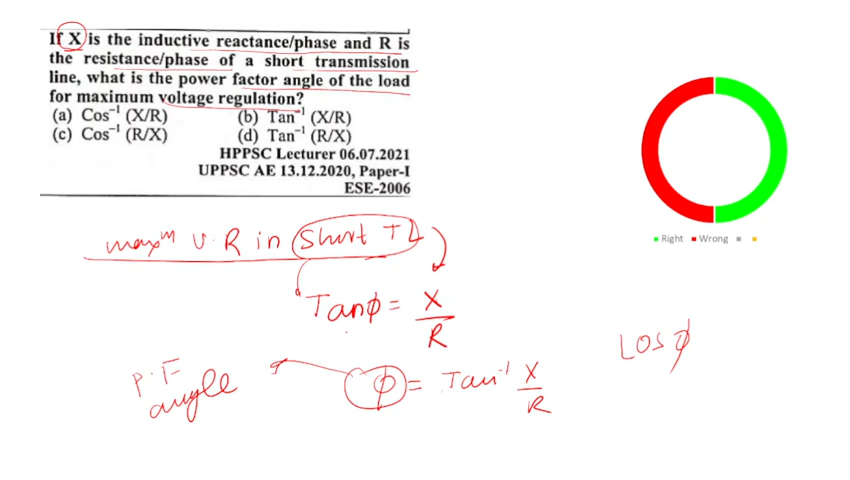 If X is the inductive reactance/phase and R is
the resistance/phase of a short transmission
line, what is the power factor angle of the load
for maximum voltage regulation?
(a) Cos⁻¹ (X/R) (b) Tan⁻¹ (X/R)
(c) Cos⁻¹ (R/X) (d) Tan⁻¹ (R/X)
HPPSC Lecturer 06.07.2021
UPPSC AE 13.12.2020, Paper-I
ESE-2006
Right Wrong
maxᵐ V.R in Short TL
Tanϕ = X/R
Cosϕ
P.F angle
ϕ = Tan⁻¹ X/R